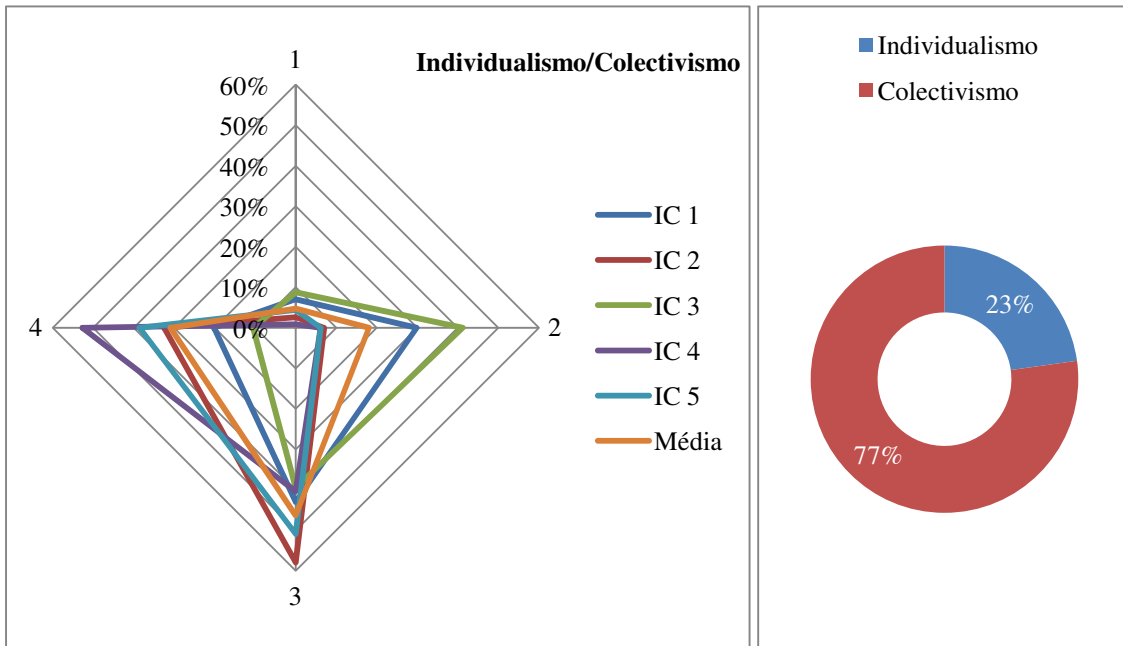 Individualismo/Colectivismo
1
60%
50%
40%
30%
20%
10%
0%
4
2
3
IC 1
IC 2
IC 3
IC 4
IC 5
Média
Individualismo
Colectivismo
23%
77%